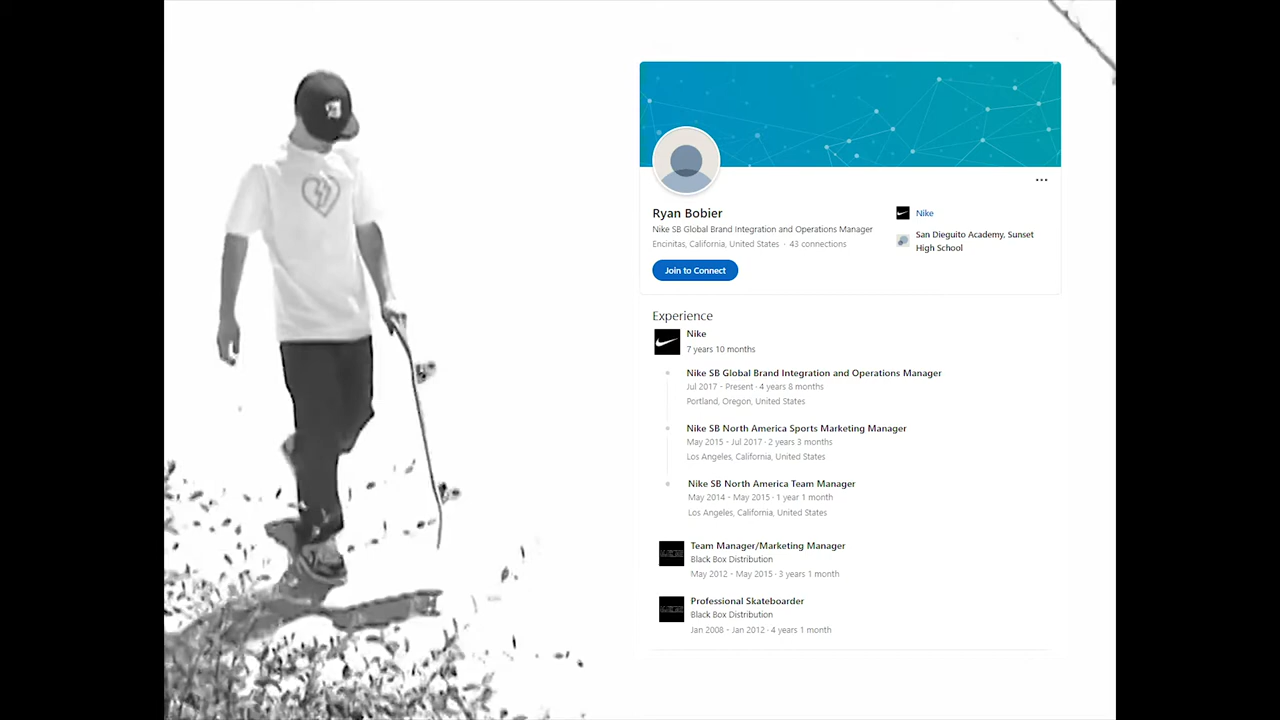 Ryan Bobier
Nike SB Global Brand Integration and Operations Manager
Encinitas, California, United States · 43 connections
Join to Connect
Nike
San Dieguito Academy, Sunset
High School
Experience
Nike
7 years 10 months
Nike SB Global Brand Integration and Operations Manager
Jul 2017 - Present · 4 years 8 months
Portland, Oregon, United States
Nike SB North America Sports Marketing Manager
May 2015 - Jul 2017 · 2 years 3 months
Los Angeles, California, United States
Nike SB North America Team Manager
May 2014 - May 2015 · 1 year 1 month
Los Angeles, California, United States
Team Manager/Marketing Manager
Black Box Distribution
May 2012 - May 2015 · 3 years 1 month
Professional Skateboarder
Black Box Distribution
Jan 2008 - Jan 2012 · 4 years 1 month